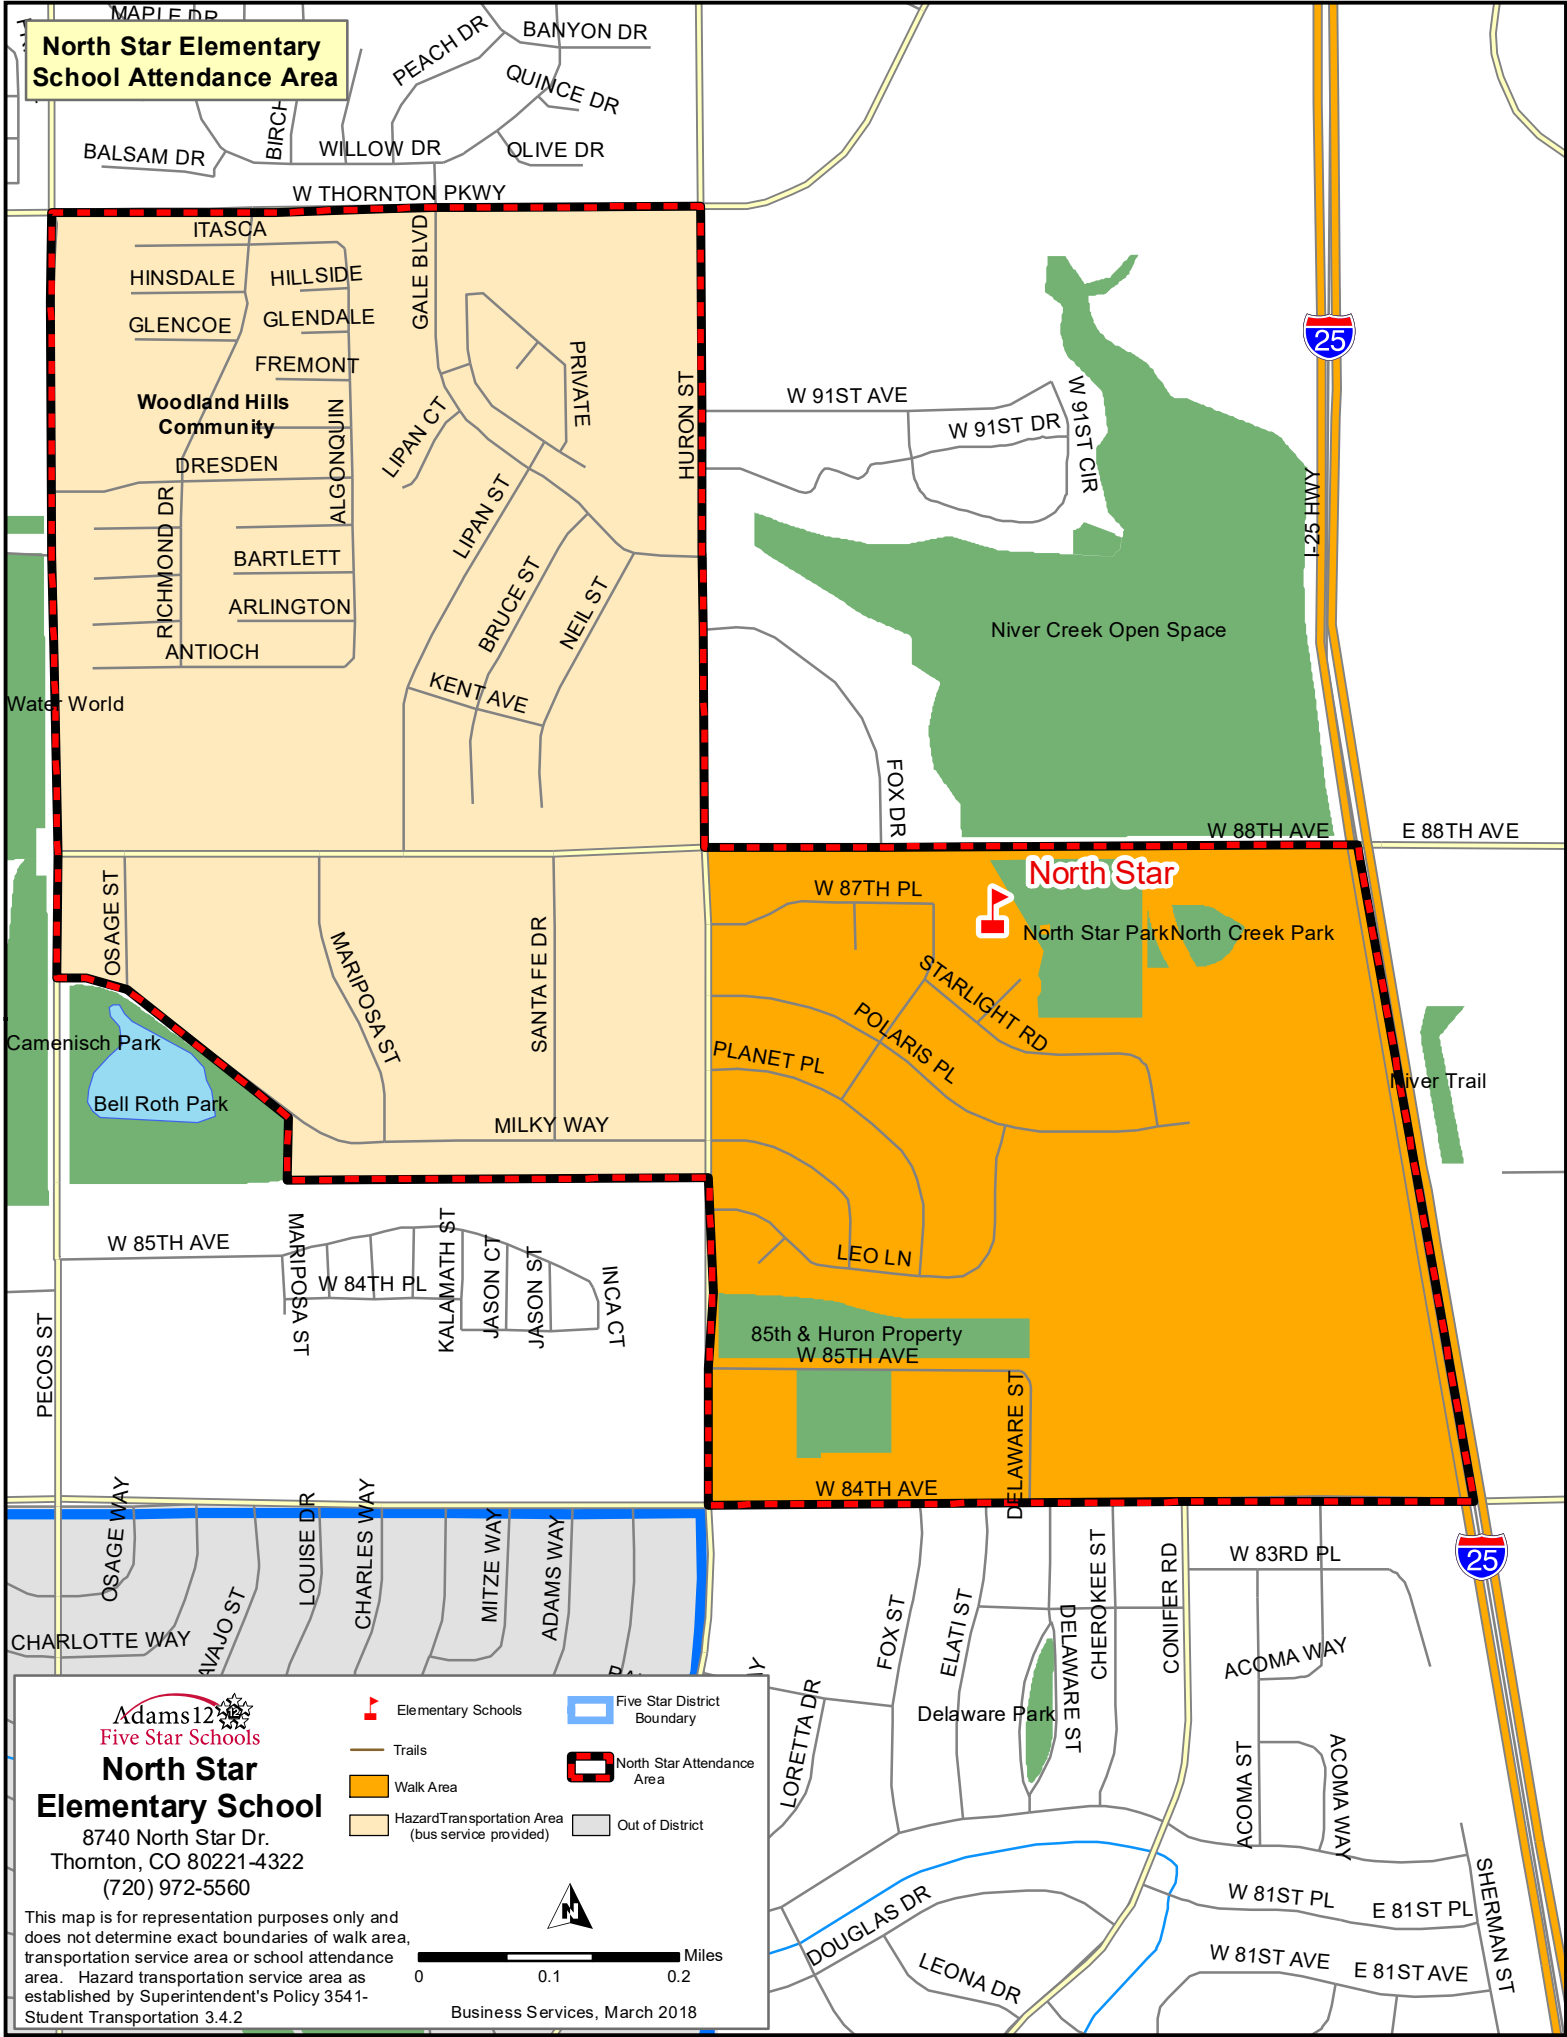 MAPLE DR
North Star Elementary
School Attendance Area
PEACH DR
BANYON DR
QUINCE DR
BIRCH
BALSAM DR
WILLOW DR
OLIVE DR
W THORNTON PKWY
ITASCA
GALE BLVD
HINSDALE
HILLSIDE
GLENCOE
GLENDALE
FREMONT
PRIVATE
25
Woodland Hills
Community
ALGONQUIN
LIPAN CT
HURON ST
W 91ST AVE
W 91ST DR
W 91ST CIR
DRESDEN
RICHMOND DR
LIPAN ST
I-25 HWY
BARTLETT
BRUCE ST
NEIL ST
ARLINGTON
ANTIOCH
Niver Creek Open Space
KENT AVE
Water World
FOX DR
W 88TH AVE
E 88TH AVE
North Star
W 87TH PL
OSAGE ST
MARIPOSA ST
SANTA FE DR
North Star Park
North Creek Park
STARLIGHT RD
POLARIS PL
PLANET PL
Camenisch Park
Bell Roth Park
Niver Trail
MILKY WAY
W 85TH AVE
MARIPOSA ST
W 84TH PL
KALAMATH ST
JASON CT
JASON ST
INCA CT
LEO LN
PECOS ST
85th & Huron Property
W 85TH AVE
DELAWARE ST
W 84TH AVE
OSAGE WAY
LOUISE DR
CHARLES WAY
MITZE WAY
ADAMS WAY
CHARLOTTE WAY
AVAJO ST
FOX ST
ELATI ST
DELAWARE ST
CHEROKEE ST
CONIFER RD
W 83RD PL
25
ACOMA WAY
Delaware Park
LORETTA DR
ACOMA ST
ACOMA WAY
DOUGLAS DR
LEONA DR
W 81ST PL
E 81ST PL
W 81ST AVE
E 81ST AVE
SHERMAN ST
Adams12
Five Star Schools
North Star
Elementary School
8740 North Star Dr.
Thornton, CO 80221-4322
(720) 972-5560
This map is for representation purposes only and
does not determine exact boundaries of walk area,
transportation service area or school attendance
area. Hazard transportation service area as
established by Superintendent's Policy 3541-
Student Transportation 3.4.2
Elementary Schools
Trails
Walk Area
HazardTransportation Area
(bus service provided)
Five Star District
Boundary
North Star Attendance
Area
Out of District
N
Miles
0 0.1 0.2
Business Services, March 2018